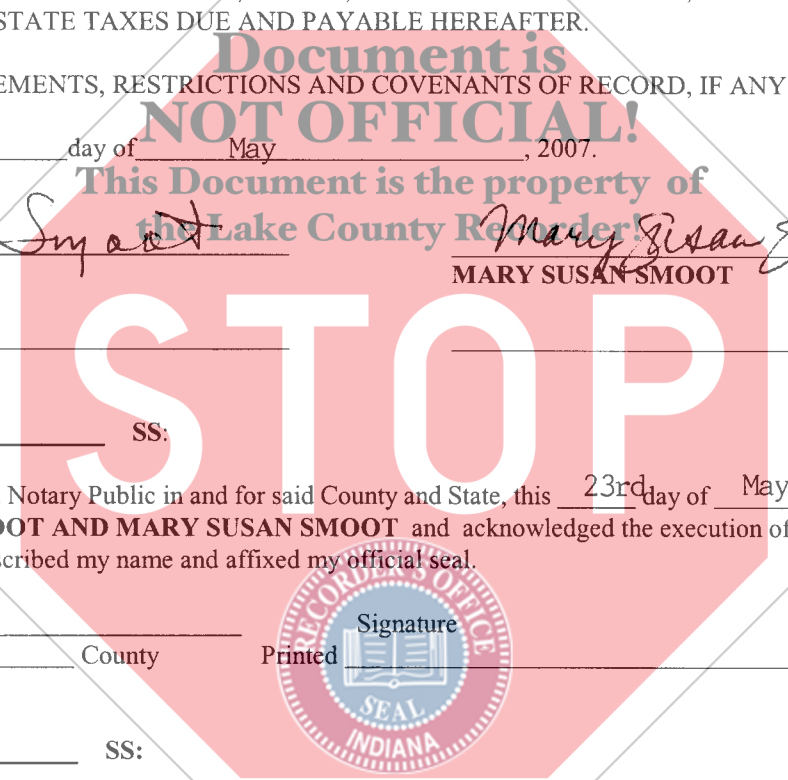 STATE TAXES DUE AND PAYABLE HEREAFTER.
Document is
EMENTS, RESTRICTIONS AND COVENANTS OF RECORD, IF ANY
NOT OFFICIAL!
day of May, 2007.
This Document is the property of
the Lake County Recorder!
Smoot
Mary Susan S
MARY SUSAN SMOOT
STOP
SS:
Notary Public in and for said County and State, this 23rd day of May
OOT AND MARY SUSAN SMOOT and acknowledged the execution of
scribed my name and affixed my official seal.
RECORDER'S OFFICE
Signature
County Printed
SEAL
INDIANA
SS: